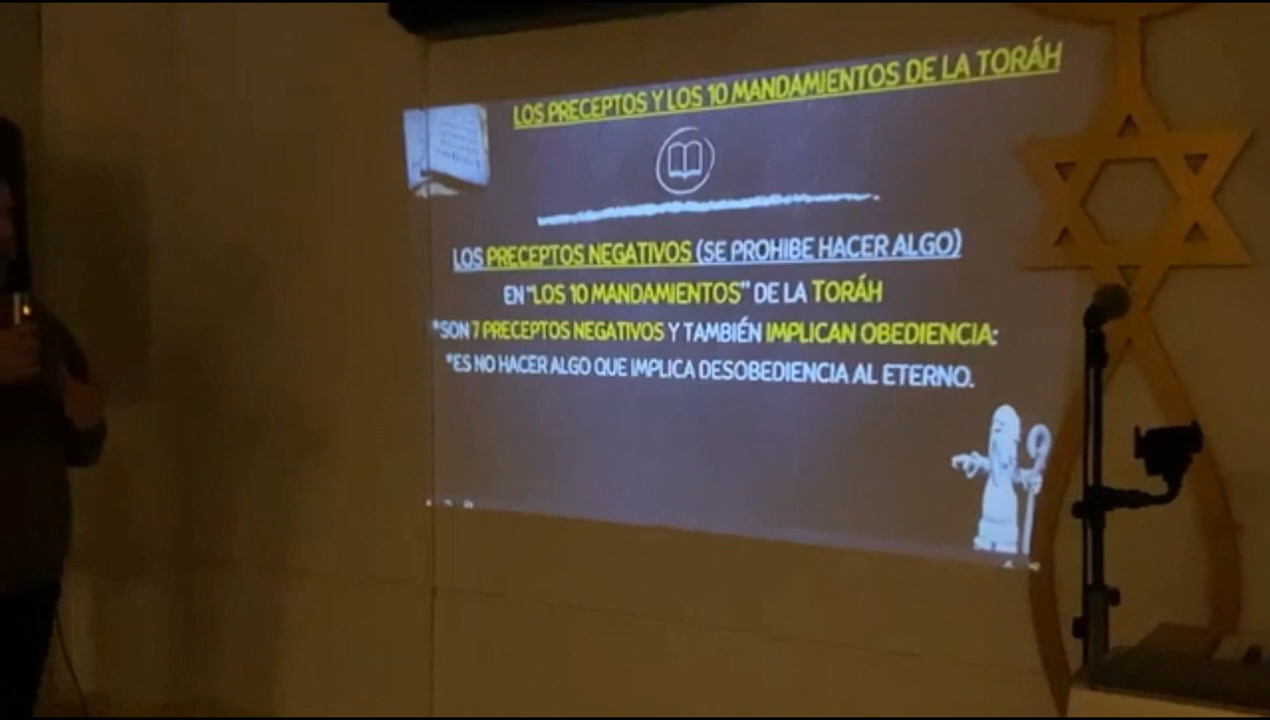 LOS PRECEPTOS Y LOS 10 MANDAMIENTOS DE LA TORÁH
LOS PRECEPTOS NEGATIVOS (SE PROHIBE HACER ALGO)
EN "LOS 10 MANDAMIENTOS" DE LA TORÁH
*SON 7 PRECEPTOS NEGATIVOS Y TAMBIÉN IMPLICAN OBEDIENCIA:
*ES NO HACER ALGO QUE IMPLICA DESOBEDIENCIA AL ETERNO.